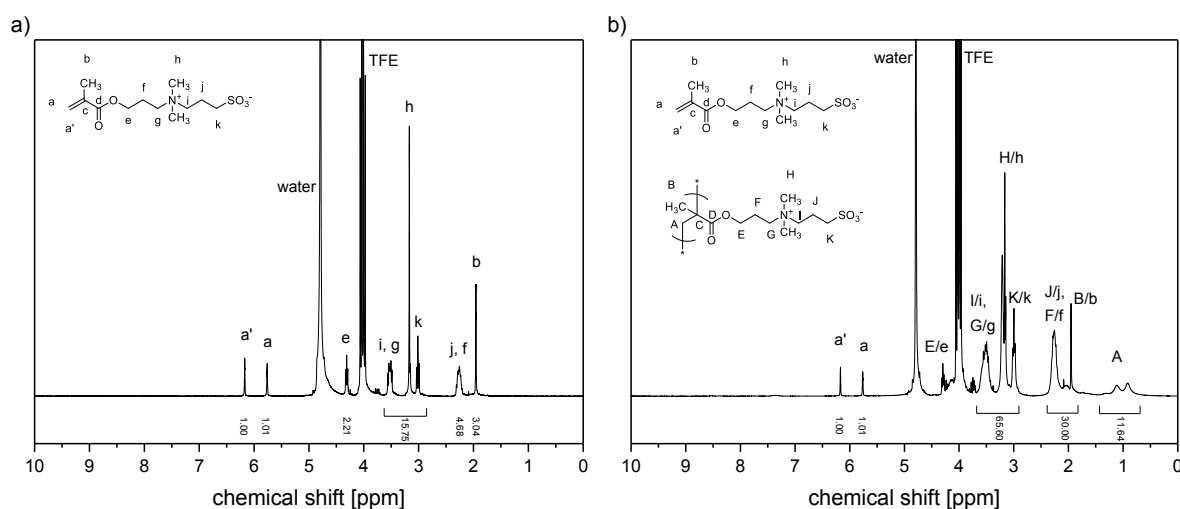 a)
b
h
a
CH₃
f
CH₃
j
d
O
N⁺
i
SO₃⁻
c
a'
O
e
g
CH₃
k
water
TFE
a'
a
e
i, g
h
k
j, f
b
1.00
1.01
2.21
15.75
4.68
3.04
10 9 8 7 6 5 4 3 2 1 0
chemical shift [ppm]
b)
b
h
a
CH₃
f
CH₃
j
d
O
N⁺
i
SO₃⁻
c
a'
O
e
g
CH₃
k
*
B
H
H₃C
F
CH₃
J
D
O
N⁺
I
SO₃⁻
A
C
O
E
G
CH₃
K
*
water
TFE
a'
a
E/e
I/i,
G/g
H/h
K/k
J/j,
F/f
B/b
A
1.00
1.01
65.60
30.00
11.64
10 9 8 7 6 5 4 3 2 1 0
chemical shift [ppm]